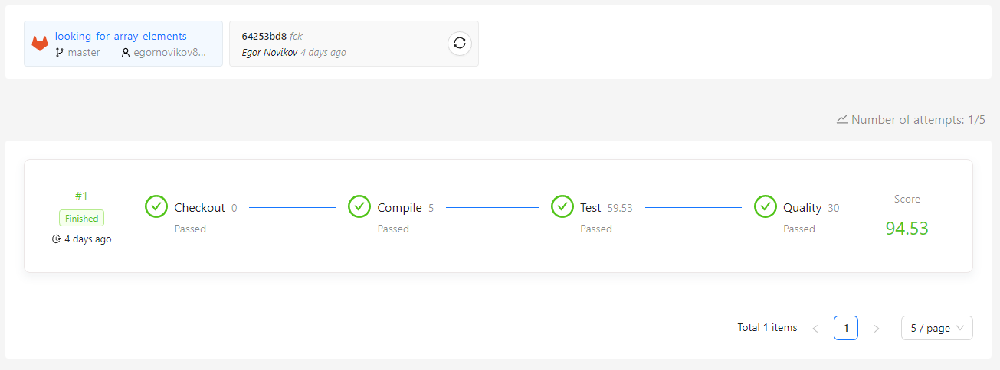 looking-for-array-elements
master egornovikov8...
64253bd8 fck
Egor Novikov 4 days ago
Number of attempts: 1/5
#1
Finished
4 days ago
Checkout 0
Passed
Compile 5
Passed
Test 59.53
Passed
Quality 30
Passed
Score
94.53
Total 1 items < 1 > 5 / page